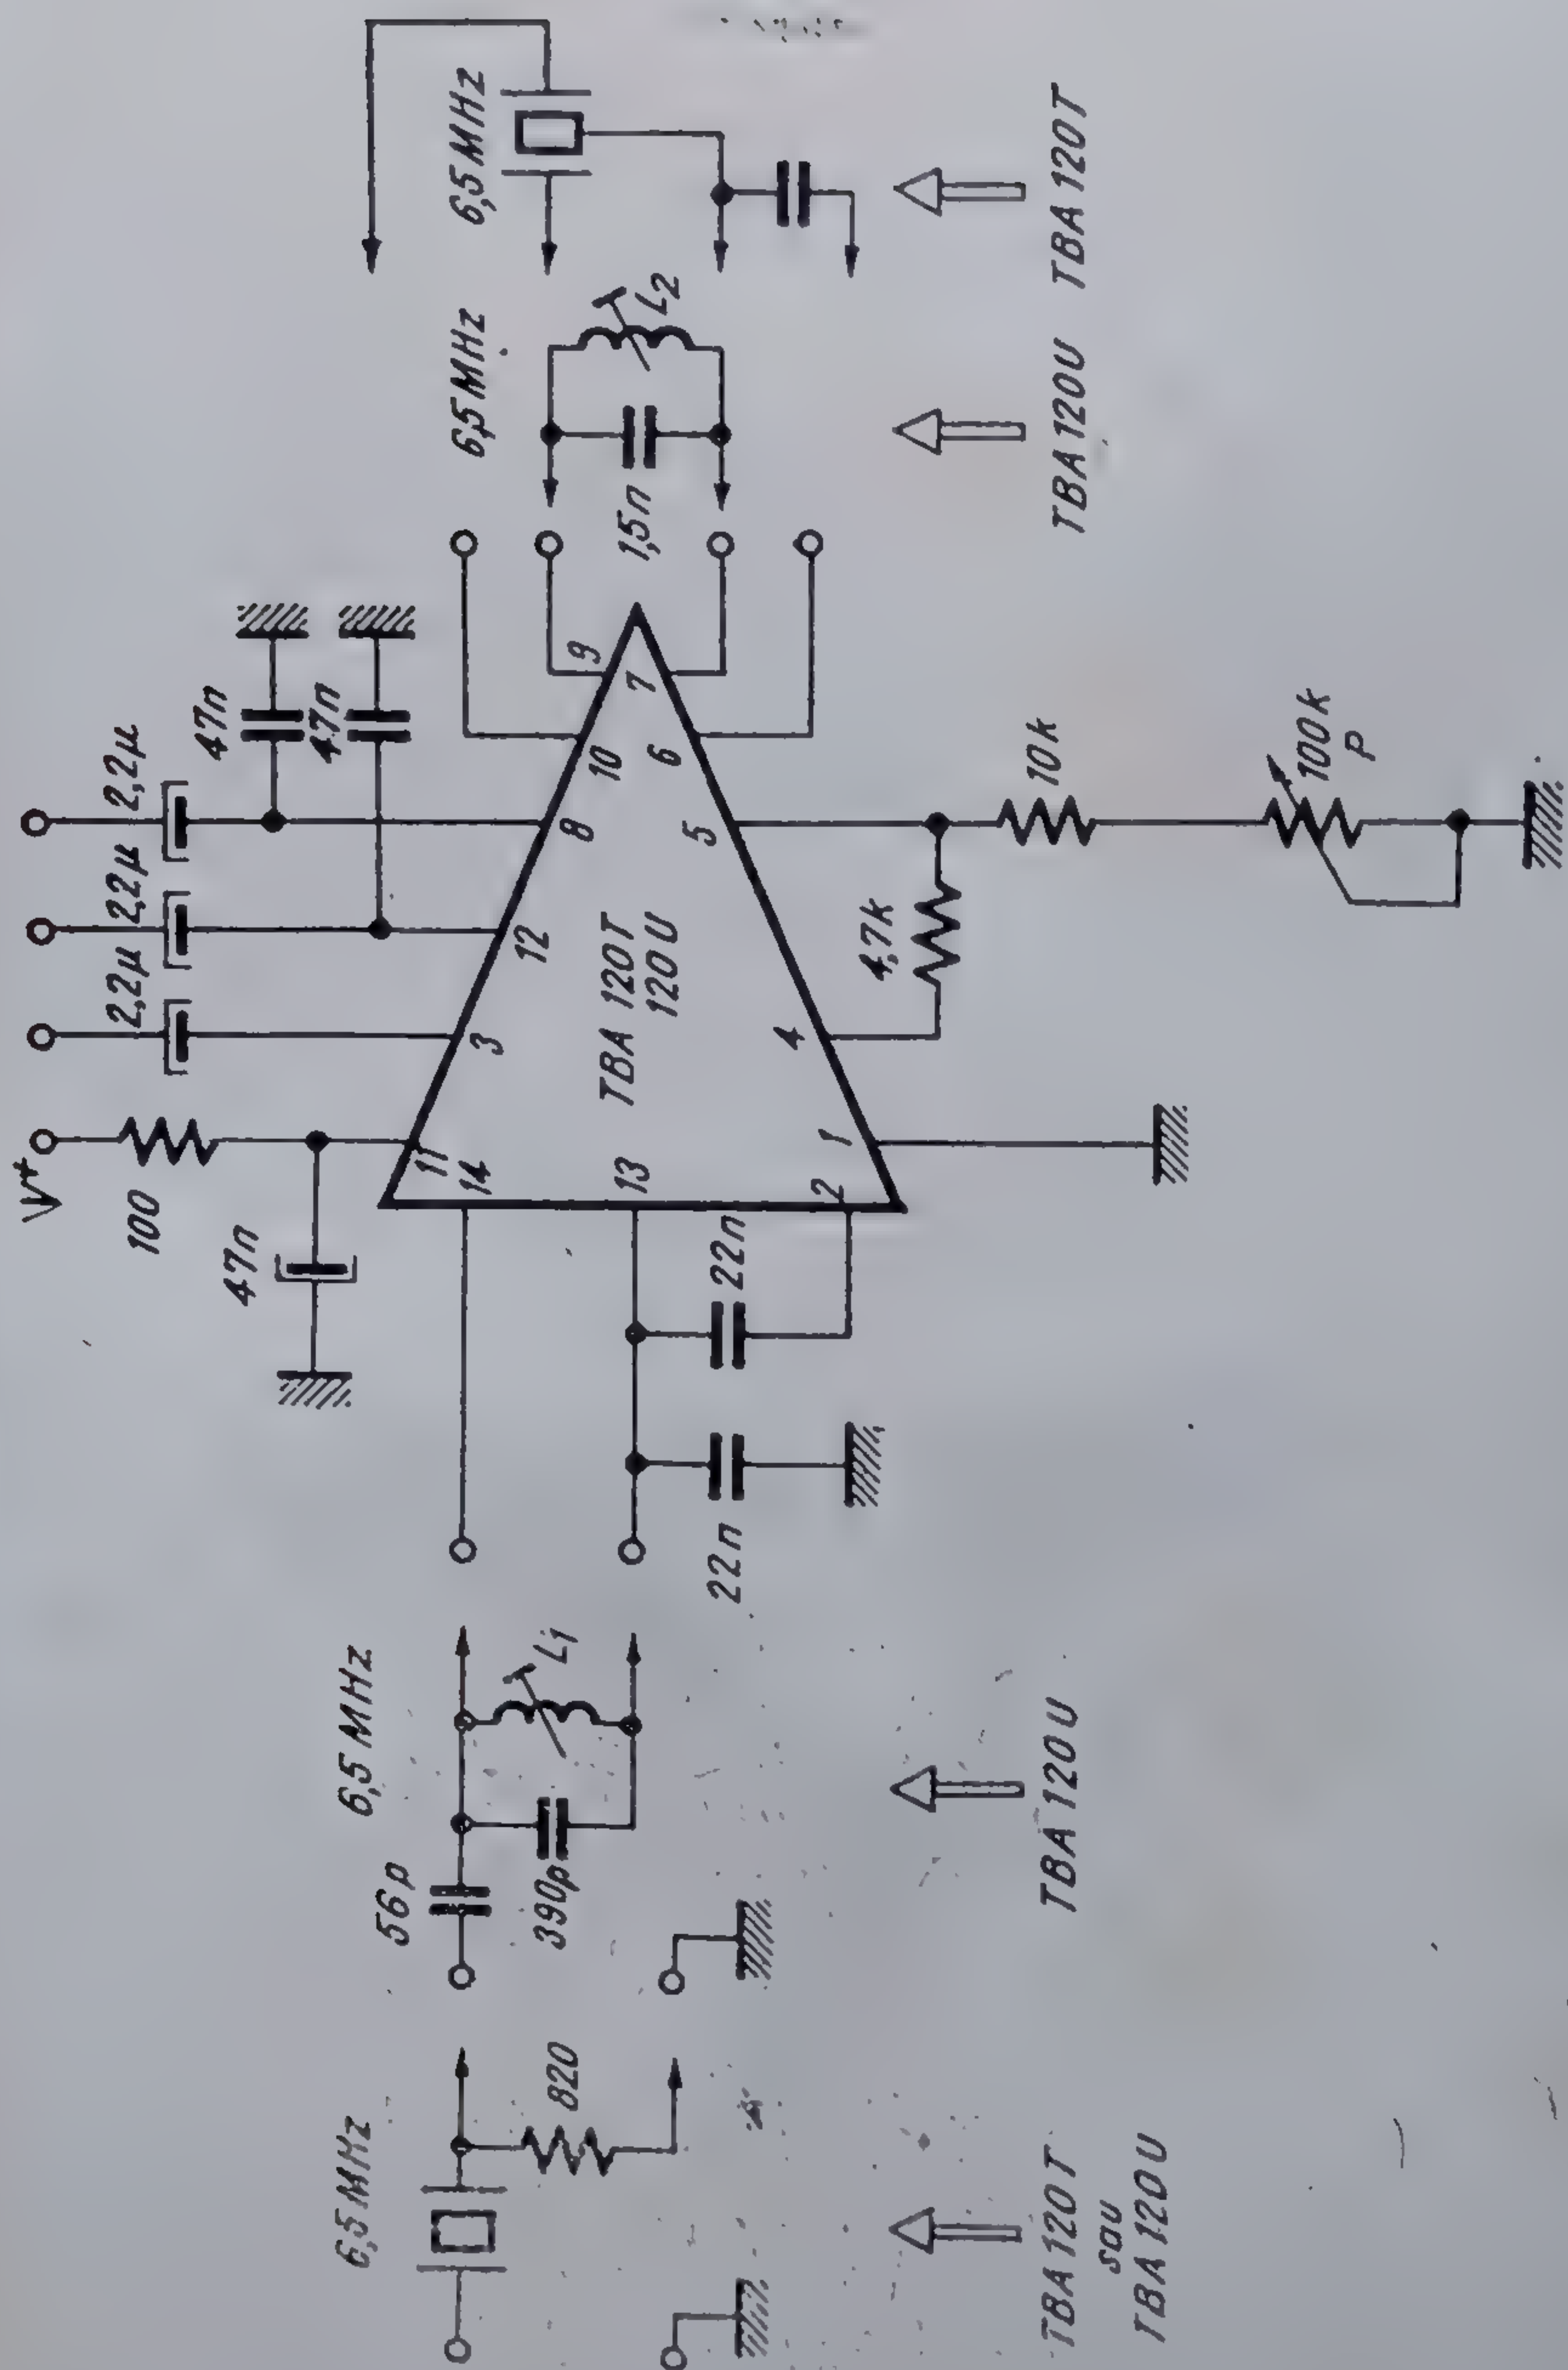 V+
100
47n
2,2µ
2,2µ
2,2µ
47n
47n
6,5MHz
820
56p
6,5MHz
390p
L1
22n
22n
11
14
13
2
1
3
12
8
10
9
7
6
5
4
TBA 120T
120U
4,7k
10k
100k
P
6,5MHz
1,5n
L2
6,5MHz
TBA 120T
sau
TBA 120U
TBA 120U
TBA 120U
TBA 120T